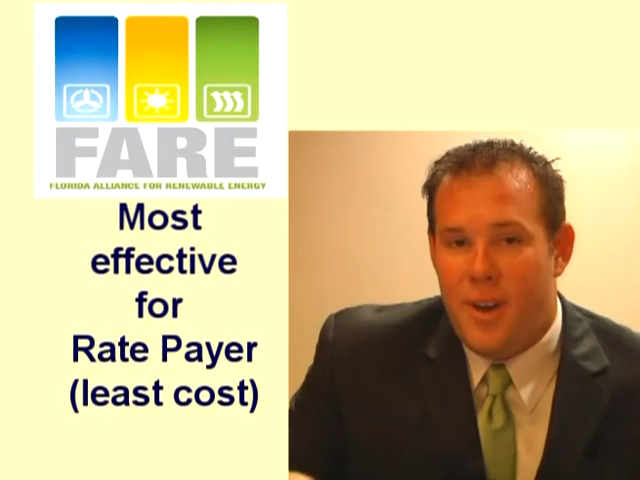 FARE
FLORIDA ALLIANCE FOR RENEWABLE ENERGY
Most
effective
for
Rate Payer
(least cost)